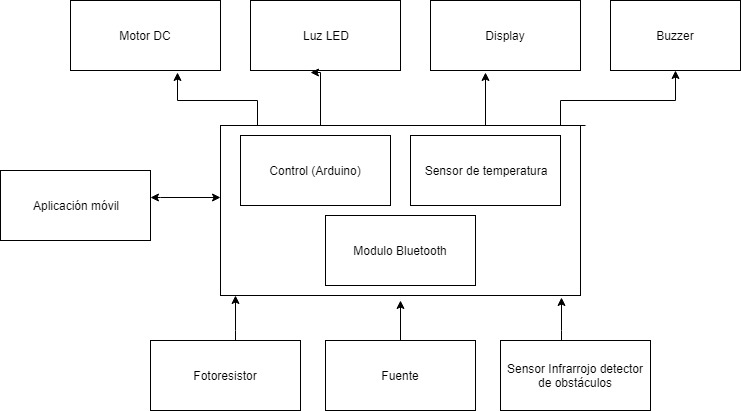 Motor DC
Luz LED
Display
Buzzer
Control (Arduino)
Sensor de temperatura
Aplicación móvil
Modulo Bluetooth
Fotoresistor
Fuente
Sensor Infrarrojo detector
de obstáculos